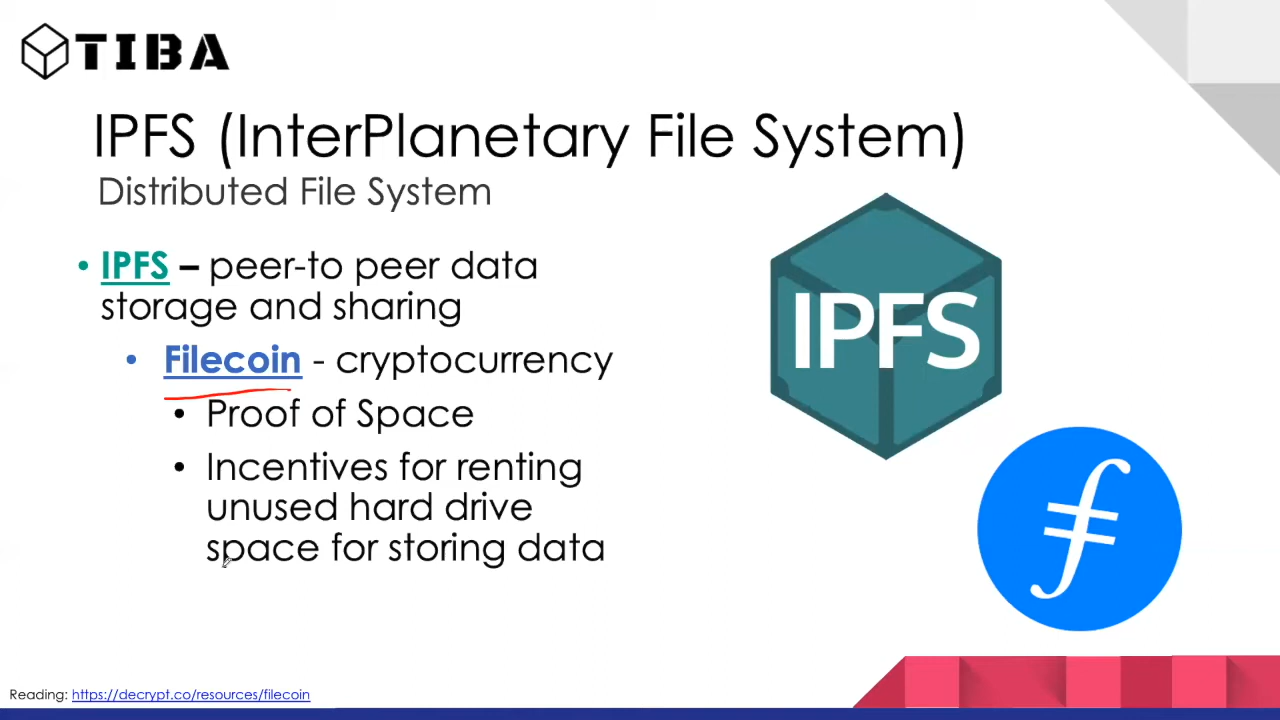 TIBA
IPFS (InterPlanetary File System)
Distributed File System
• IPFS – peer-to peer data
storage and sharing
• Filecoin - cryptocurrency
• Proof of Space
• Incentives for renting
unused hard drive
space for storing data
IPFS
Reading: https://decrypt.co/resources/filecoin